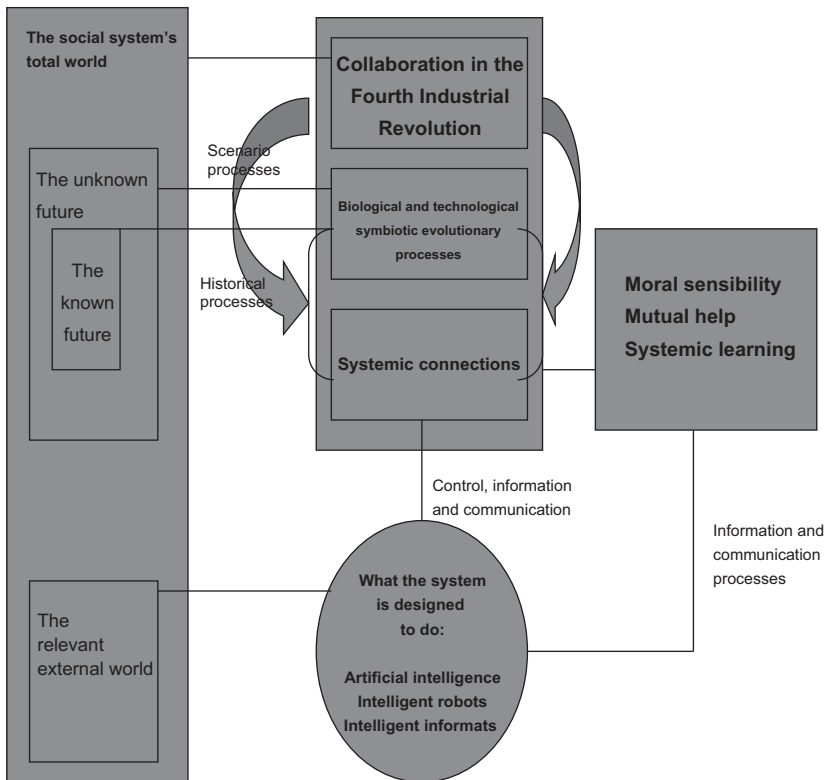 The social system’s
total world
Collaboration in the
Fourth Industrial
Revolution
Scenario
processes
The unknown
future
The
known
future
Biological and technological
symbiotic evolutionary
processes
Historical
processes
Systemic connections
Moral sensibility
Mutual help
Systemic learning
Control, information
and communication
Information and
communication
processes
The
relevant
external world
What the system
is designed
to do:
Artificial intelligence
Intelligent robots
Intelligent informats